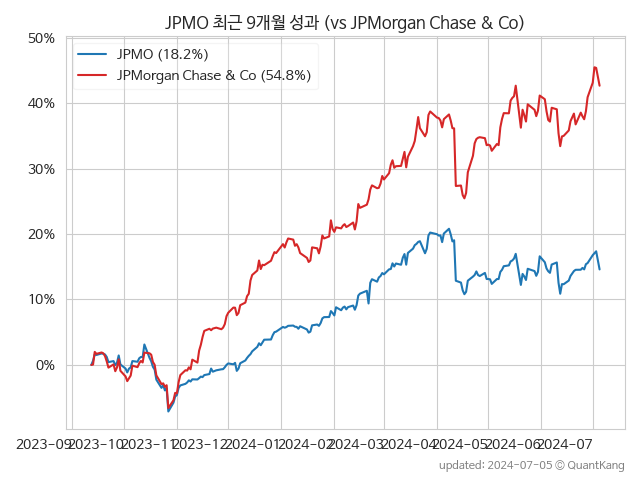 JPMO 최근 9개월 성과 (vs JPMorgan Chase & Co)
50%
40%
30%
20%
10%
0%
JPMO (18.2%)
JPMorgan Chase & Co (54.8%)
2023-09 2023-10 2023-11 2023-12 2024-01 2024-02 2024-03 2024-04 2024-05 2024-06 2024-07
updated: 2024-07-05 © QuantKang